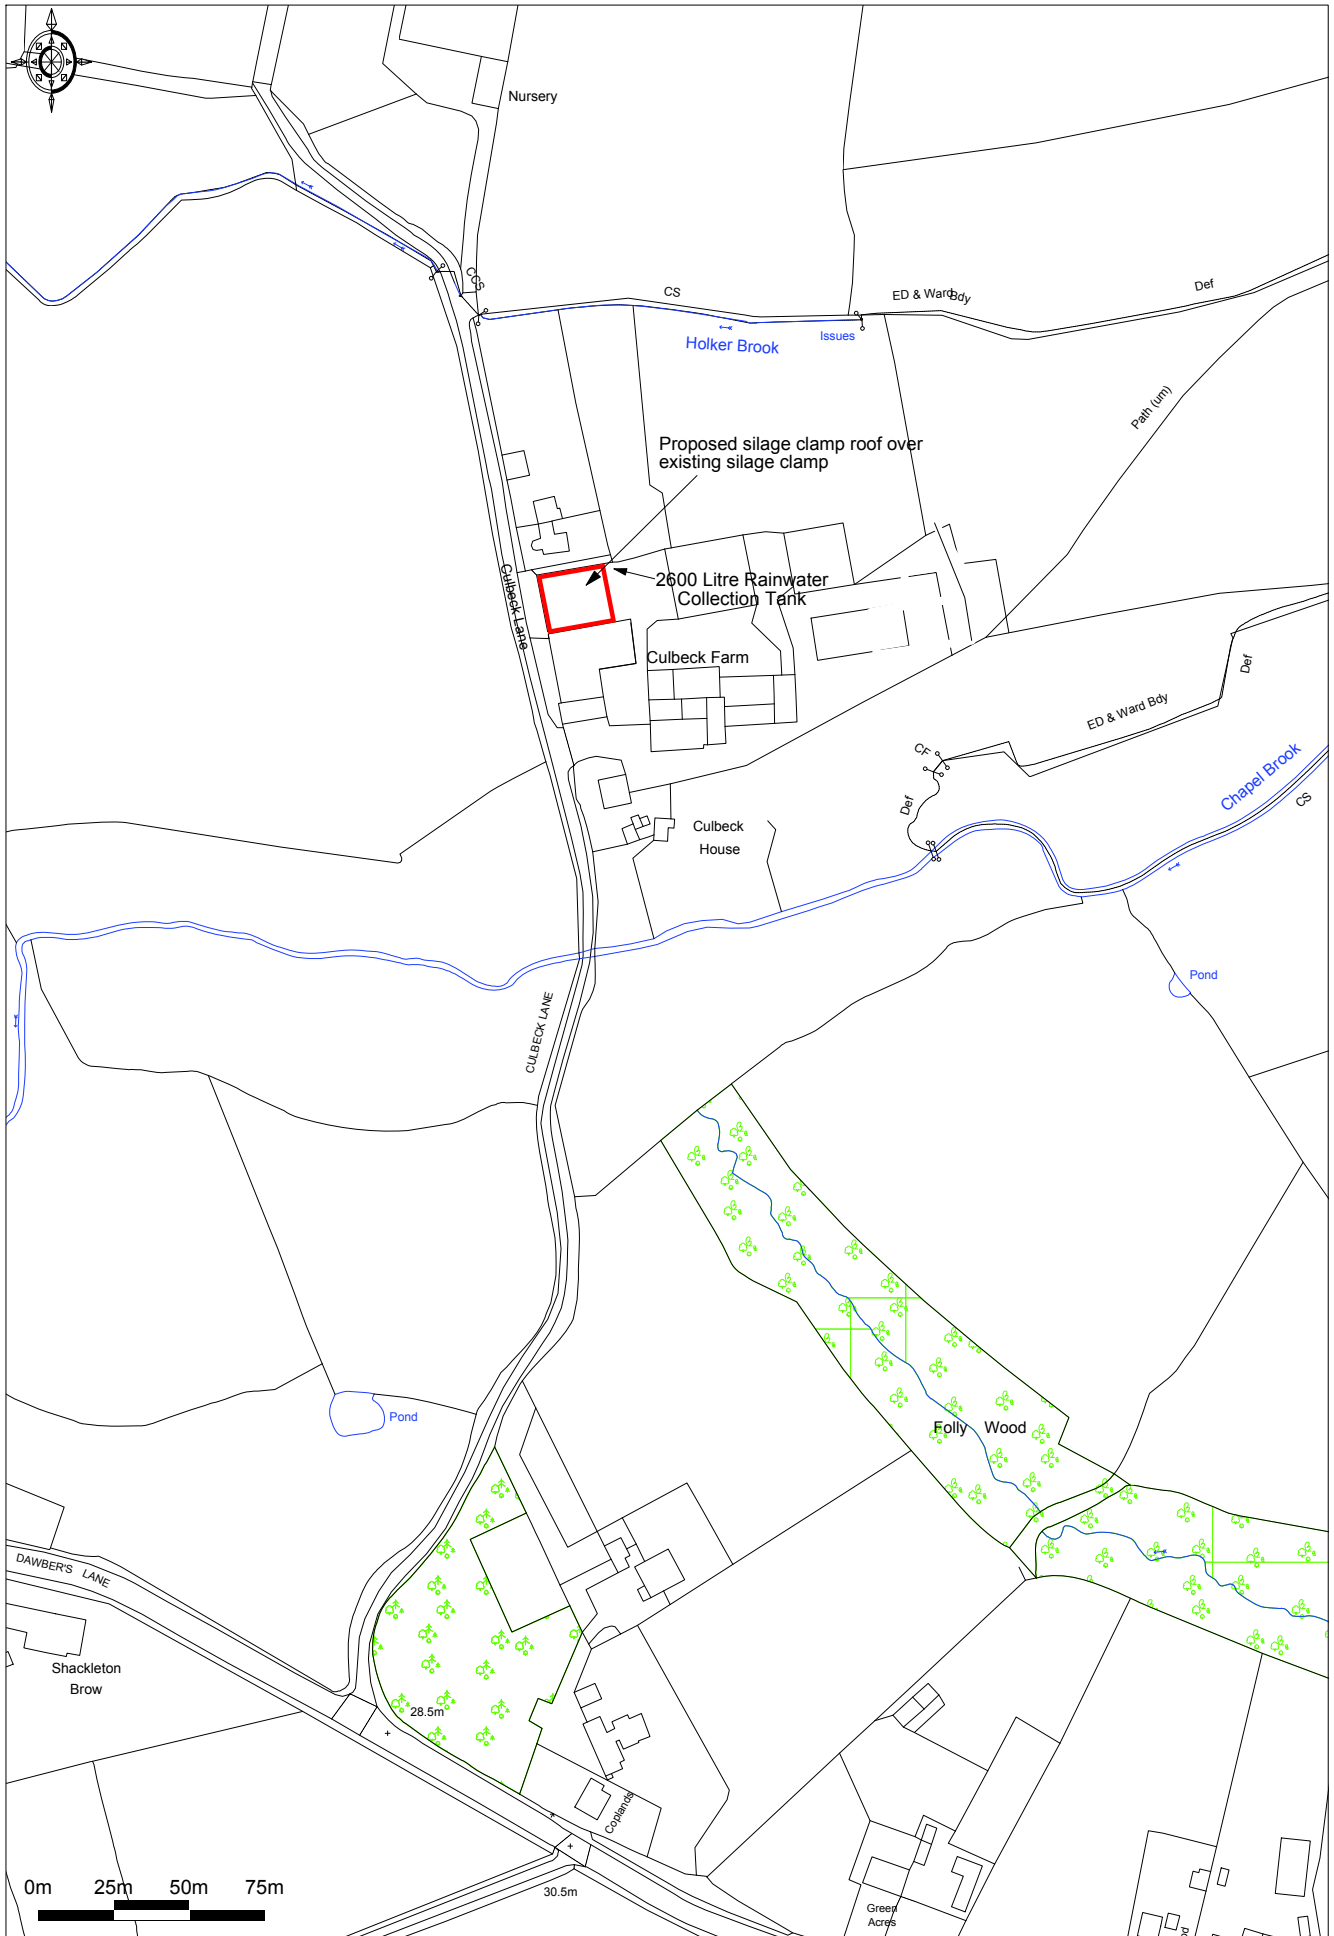 Nursery
CCS
CS
ED & Ward Bdy
Def
Holker Brook
Issues
Path (um)
Proposed silage clamp roof over
existing silage clamp
2600 Litre Rainwater
Collection Tank
Culbeck Lane
Culbeck Farm
Def
ED & Ward Bdy
CF
Chapel Brook
CS
Def
Culbeck
House
Pond
CULBECK LANE
Folly Wood
Pond
DAWBER'S LANE
Shackleton
Brow
28.5m
Coplands
0m 25m 50m 75m
30.5m
Green
Acres